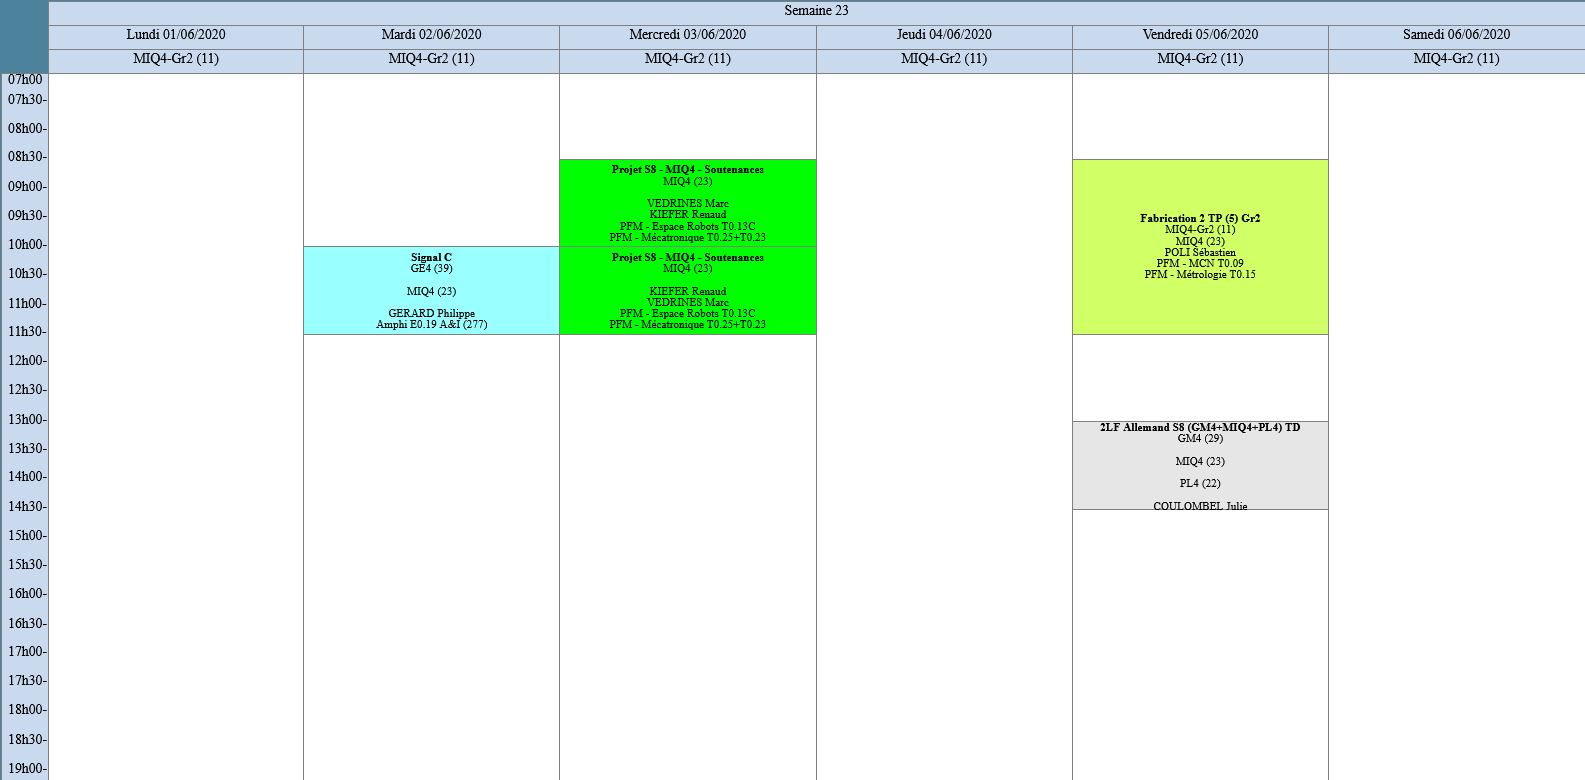 Semaine 23
Lundi 01/06/2020
Mardi 02/06/2020
Mercredi 03/06/2020
Jeudi 04/06/2020
Vendredi 05/06/2020
Samedi 06/06/2020
MIQ4-Gr2 (11)
MIQ4-Gr2 (11)
MIQ4-Gr2 (11)
MIQ4-Gr2 (11)
MIQ4-Gr2 (11)
MIQ4-Gr2 (11)
07h00
07h30-
08h00-
08h30-
09h00-
09h30-
10h00-
10h30-
11h00-
11h30-
12h00-
12h30-
13h00-
13h30-
14h00-
14h30-
15h00-
15h30-
16h00-
16h30-
17h00-
17h30-
18h00-
18h30-
19h00-
Signal C
GE4 (39)
MIQ4 (23)
GERARD Philippe
Amphi E0.19 A&I (277)
Projet S8 - MIQ4 - Soutenances
MIQ4 (23)
VEDRINES Marc
KIEFER Renaud
PFM - Espace Robots T0.13C
PFM - Mécatronique T0.25+T0.23
Projet S8 - MIQ4 - Soutenances
MIQ4 (23)
KIEFER Renaud
VEDRINES Marc
PFM - Espace Robots T0.13C
PFM - Mécatronique T0.25+T0.23
Fabrication 2 TP (5) Gr2
MIQ4-Gr2 (11)
MIQ4 (23)
POLI Sébastien
PFM - MCN T0.09
PFM - Métrologie T0.15
2LF Allemand S8 (GM4+MIQ4+PL4) TD
GM4 (29)
MIQ4 (23)
PL4 (22)
COULOMBEL Julie